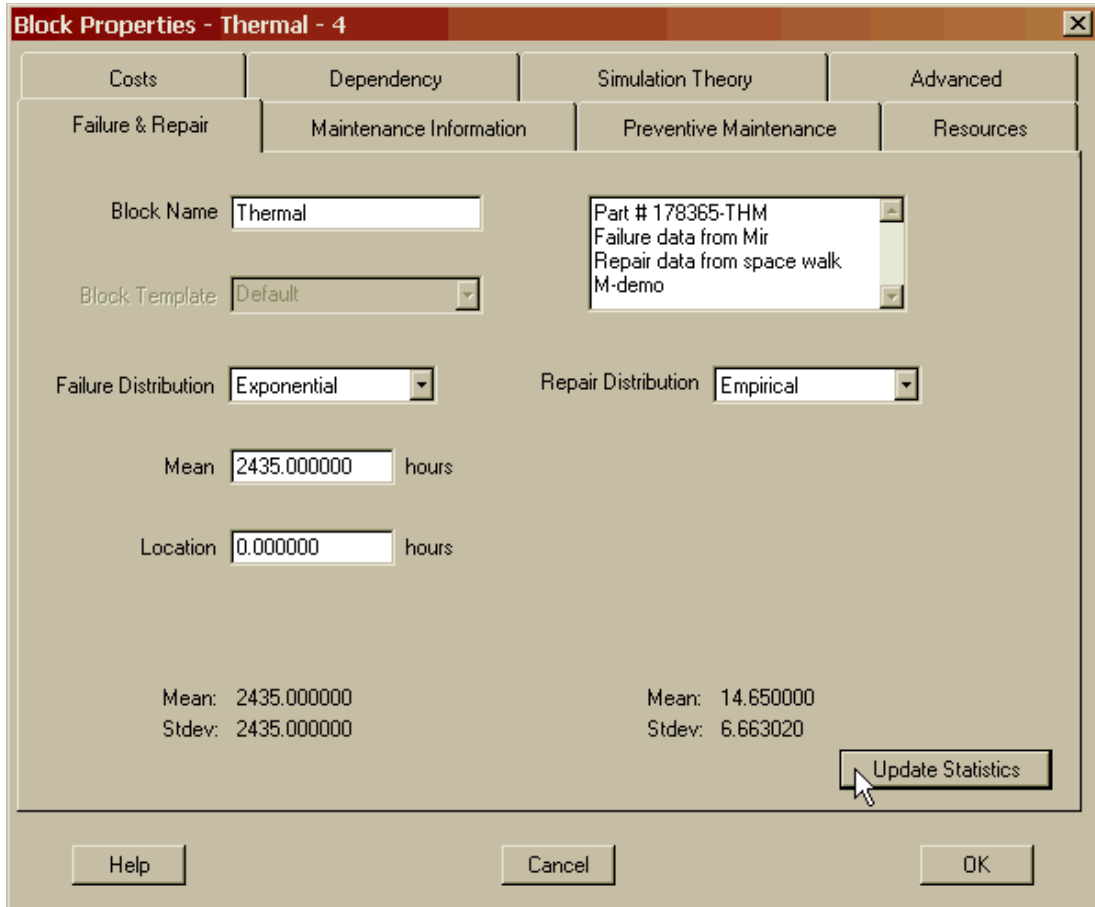 Block Properties - Thermal - 4
Costs Dependency Simulation Theory Advanced
Failure & Repair Maintenance Information Preventive Maintenance Resources
Block Name Thermal
Part # 178365-THM
Failure data from Mir
Repair data from space walk
M-demo
Block Template Default
Failure Distribution Exponential Repair Distribution Empirical
Mean 2435.000000 hours
Location 0.000000 hours
Mean: 2435.000000 Mean: 14.650000
Stdev: 2435.000000 Stdev: 6.663020
Update Statistics
Help Cancel OK